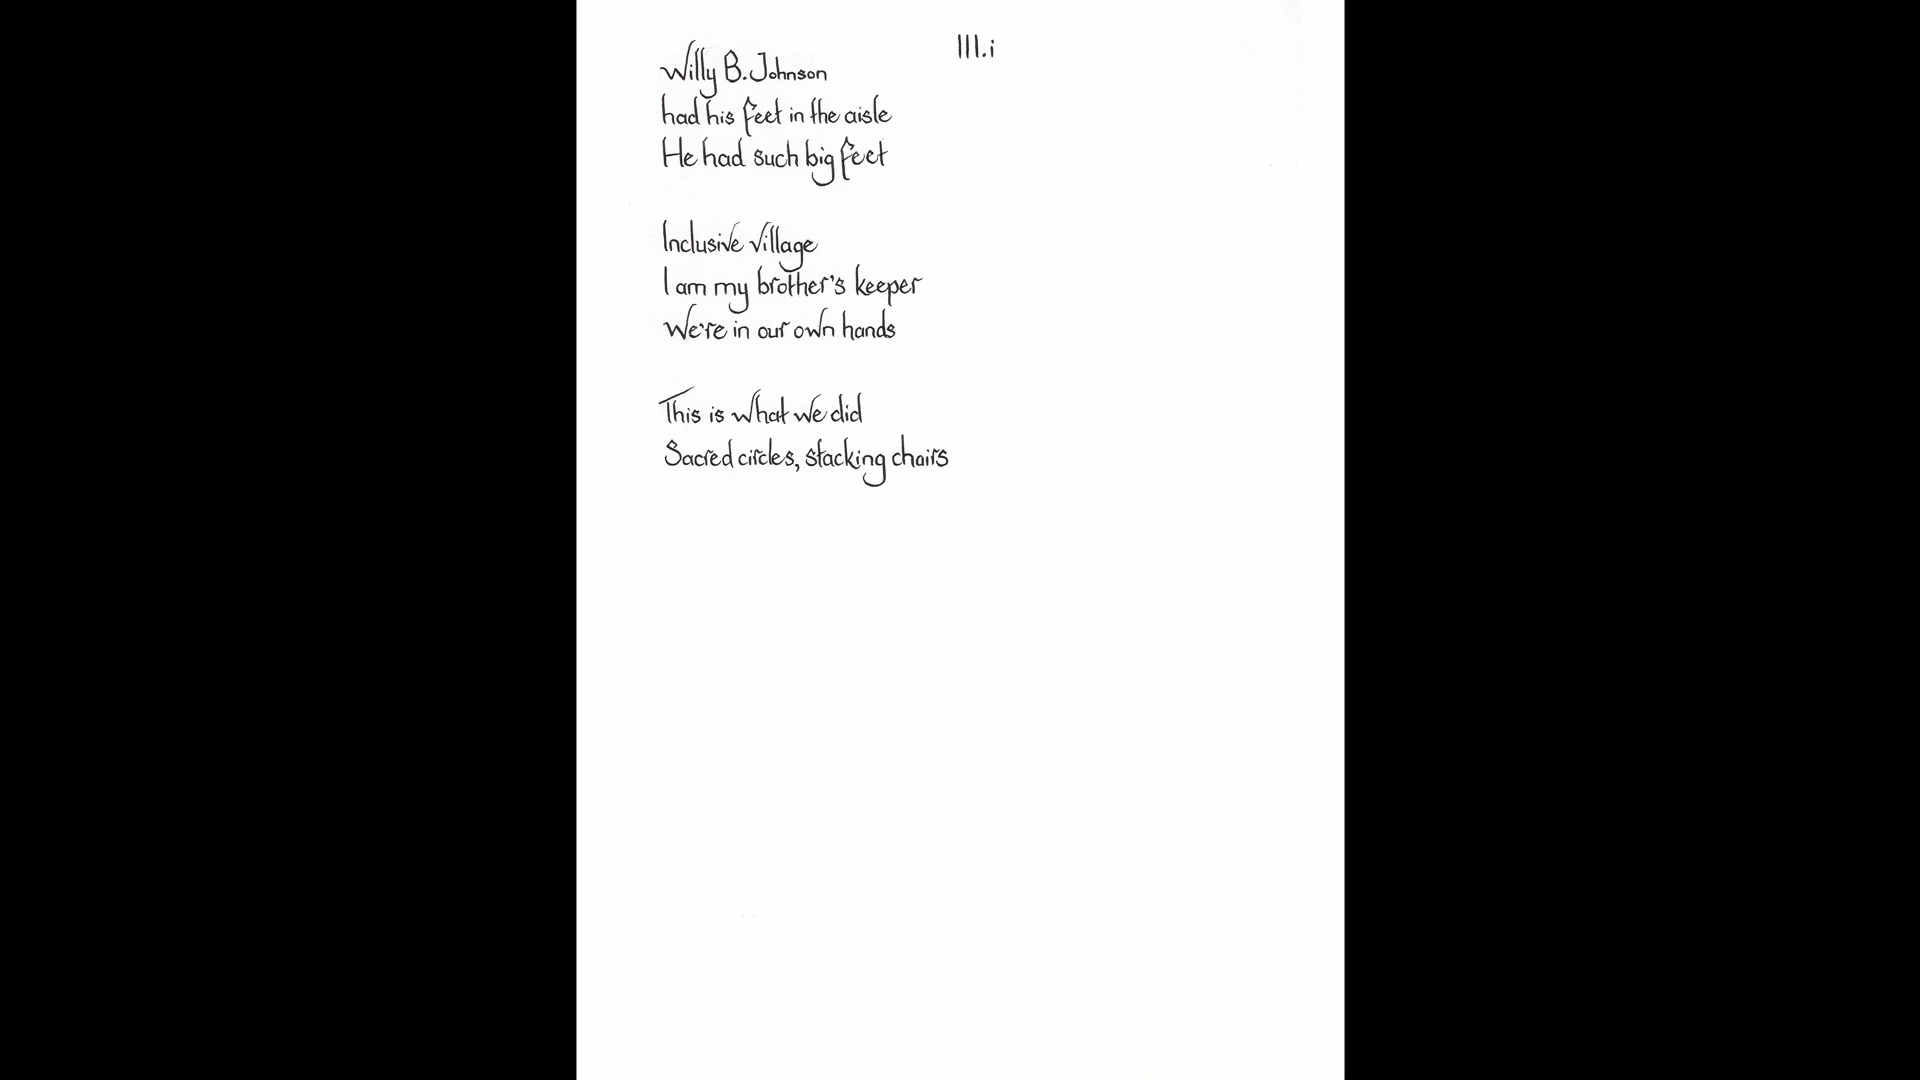 III.i
Willy B. Johnson
had his feet in the aisle
He had such big feet
Inclusive village
I am my brother's keeper
We're in our own hands
This is what we did
Sacred circles, stacking chairs